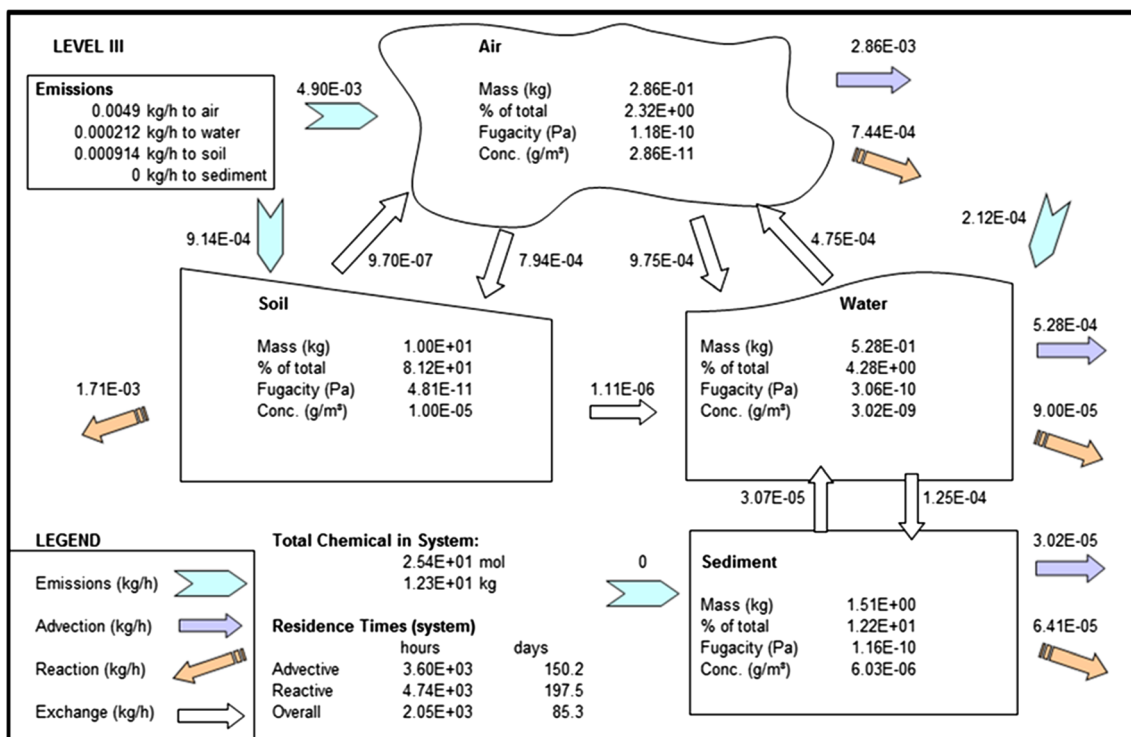 LEVEL III
Emissions
0.0049 kg/h to air
0.000212 kg/h to water
0.000914 kg/h to soil
0 kg/h to sediment
4.90E-03
Air
Mass (kg) 2.86E-01
% of total 2.32E+00
Fugacity (Pa) 1.18E-10
Conc. (g/m³) 2.86E-11
2.86E-03
7.44E-04
9.14E-04
9.70E-07
7.94E-04
9.75E-04
4.75E-04
2.12E-04
Soil
Mass (kg) 1.00E+01
% of total 8.12E+01
Fugacity (Pa) 4.81E-11
Conc. (g/m³) 1.00E-05
1.71E-03
1.11E-06
Water
Mass (kg) 5.28E-01
% of total 4.28E+00
Fugacity (Pa) 3.06E-10
Conc. (g/m³) 3.02E-09
5.28E-04
9.00E-05
3.07E-05
1.25E-04
LEGEND
Emissions (kg/h)
Advection (kg/h)
Reaction (kg/h)
Exchange (kg/h)
Total Chemical in System:
2.54E+01 mol
1.23E+01 kg
Residence Times (system)
hours days
Advective 3.60E+03 150.2
Reactive 4.74E+03 197.5
Overall 2.05E+03 85.3
0
Sediment
Mass (kg) 1.51E+00
% of total 1.22E+01
Fugacity (Pa) 1.16E-10
Conc. (g/m³) 6.03E-06
3.02E-05
6.41E-05